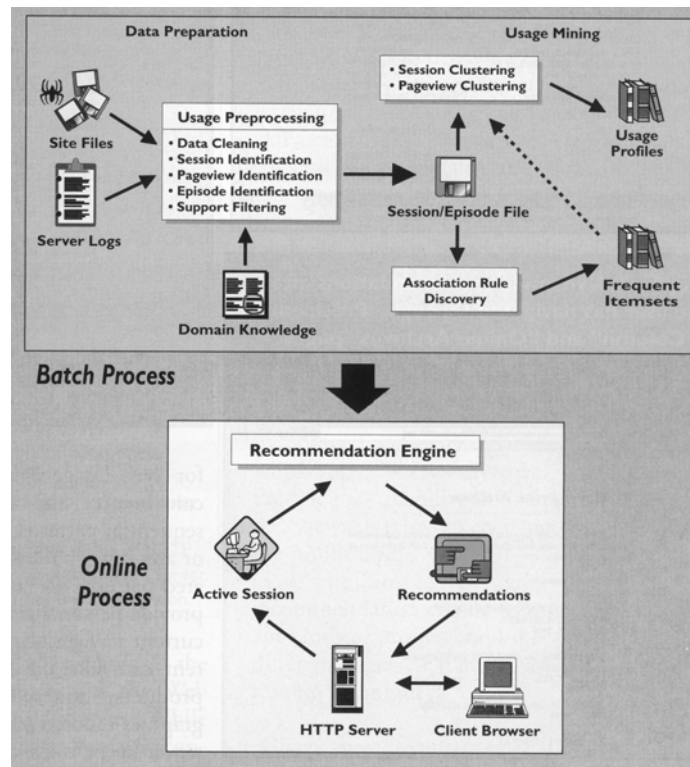 Data Preparation
Usage Mining
• Session Clustering
• Pageview Clustering
Usage Preprocessing
• Data Cleaning
• Session Identification
• Pageview Identification
• Episode Identification
• Support Filtering
Site Files
Server Logs
Domain Knowledge
Session/Episode File
Usage
Profiles
Association Rule
Discovery
Frequent
Itemsets
Batch Process
Recommendation Engine
Online
Process
Active Session
Recommendations
HTTP Server
Client Browser